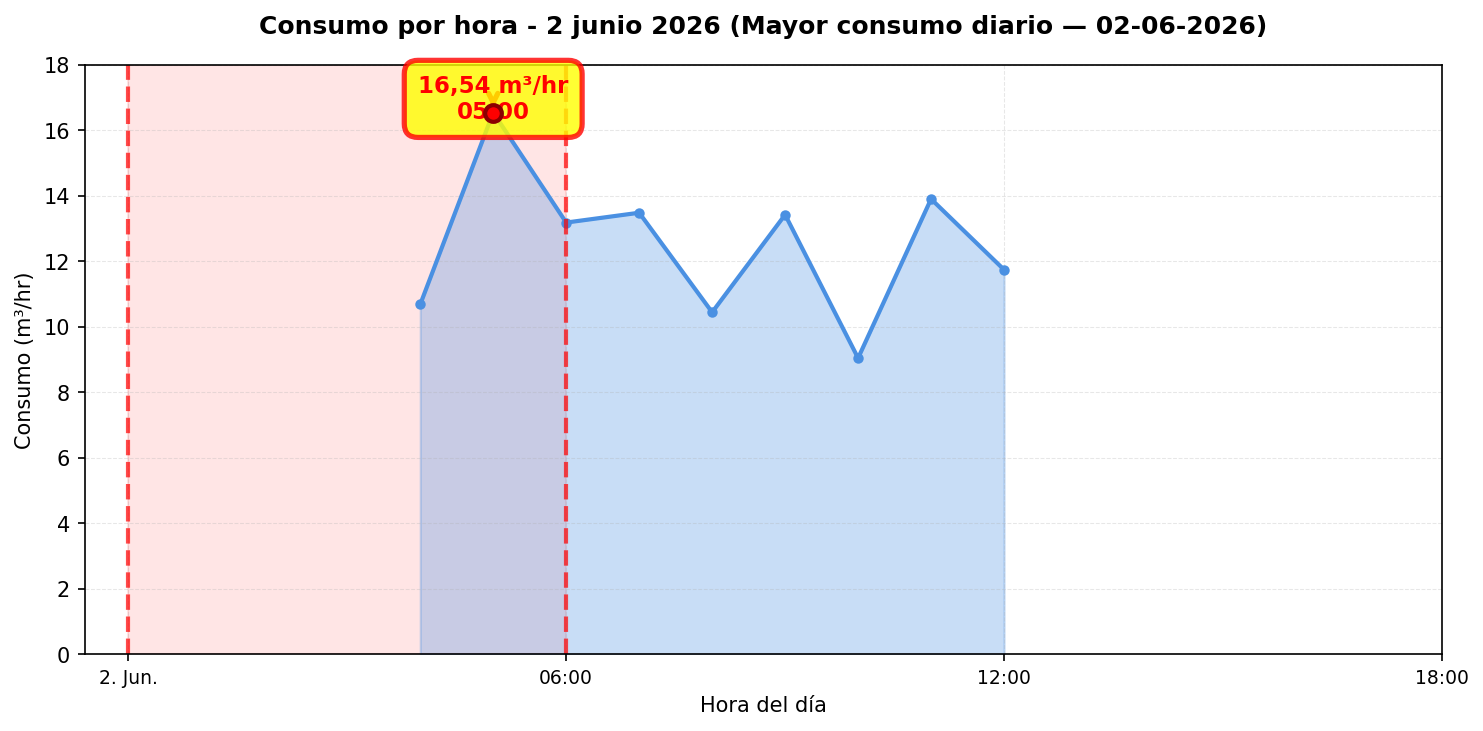 Consumo por hora - 2 junio 2026 (Mayor consumo diario — 02-06-2026)
18
16,54 m³/hr
05:00
16
14
12
10
8
6
4
2
0
Consumo (m³/hr)
2. Jun.
06:00
12:00
18:00
Hora del día